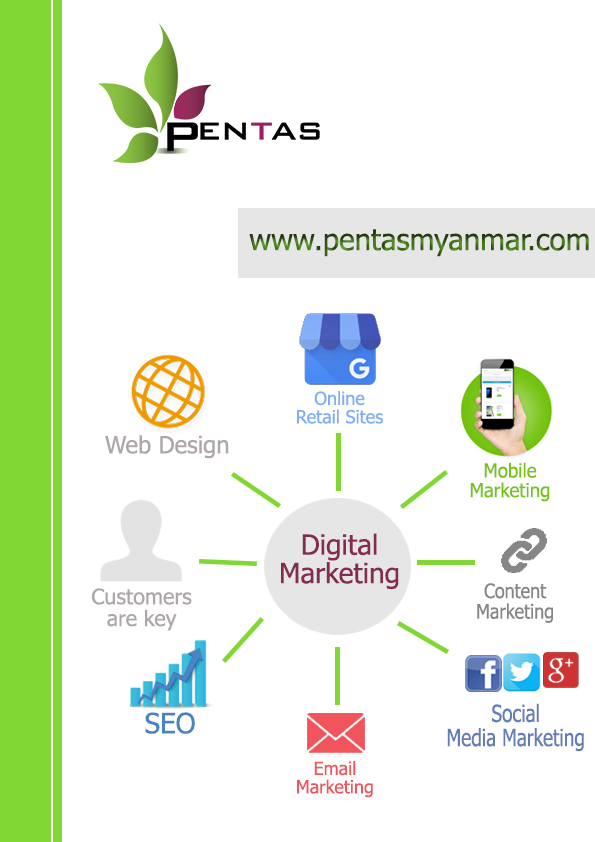 PENTAS
www.pentasmyanmar.com
G
Online
Retail Sites
Web Design
Mobile
Marketing
Digital
Marketing
Customers
are key
Content
Marketing
SEO
f
g+
Social
Media Marketing
Email
Marketing